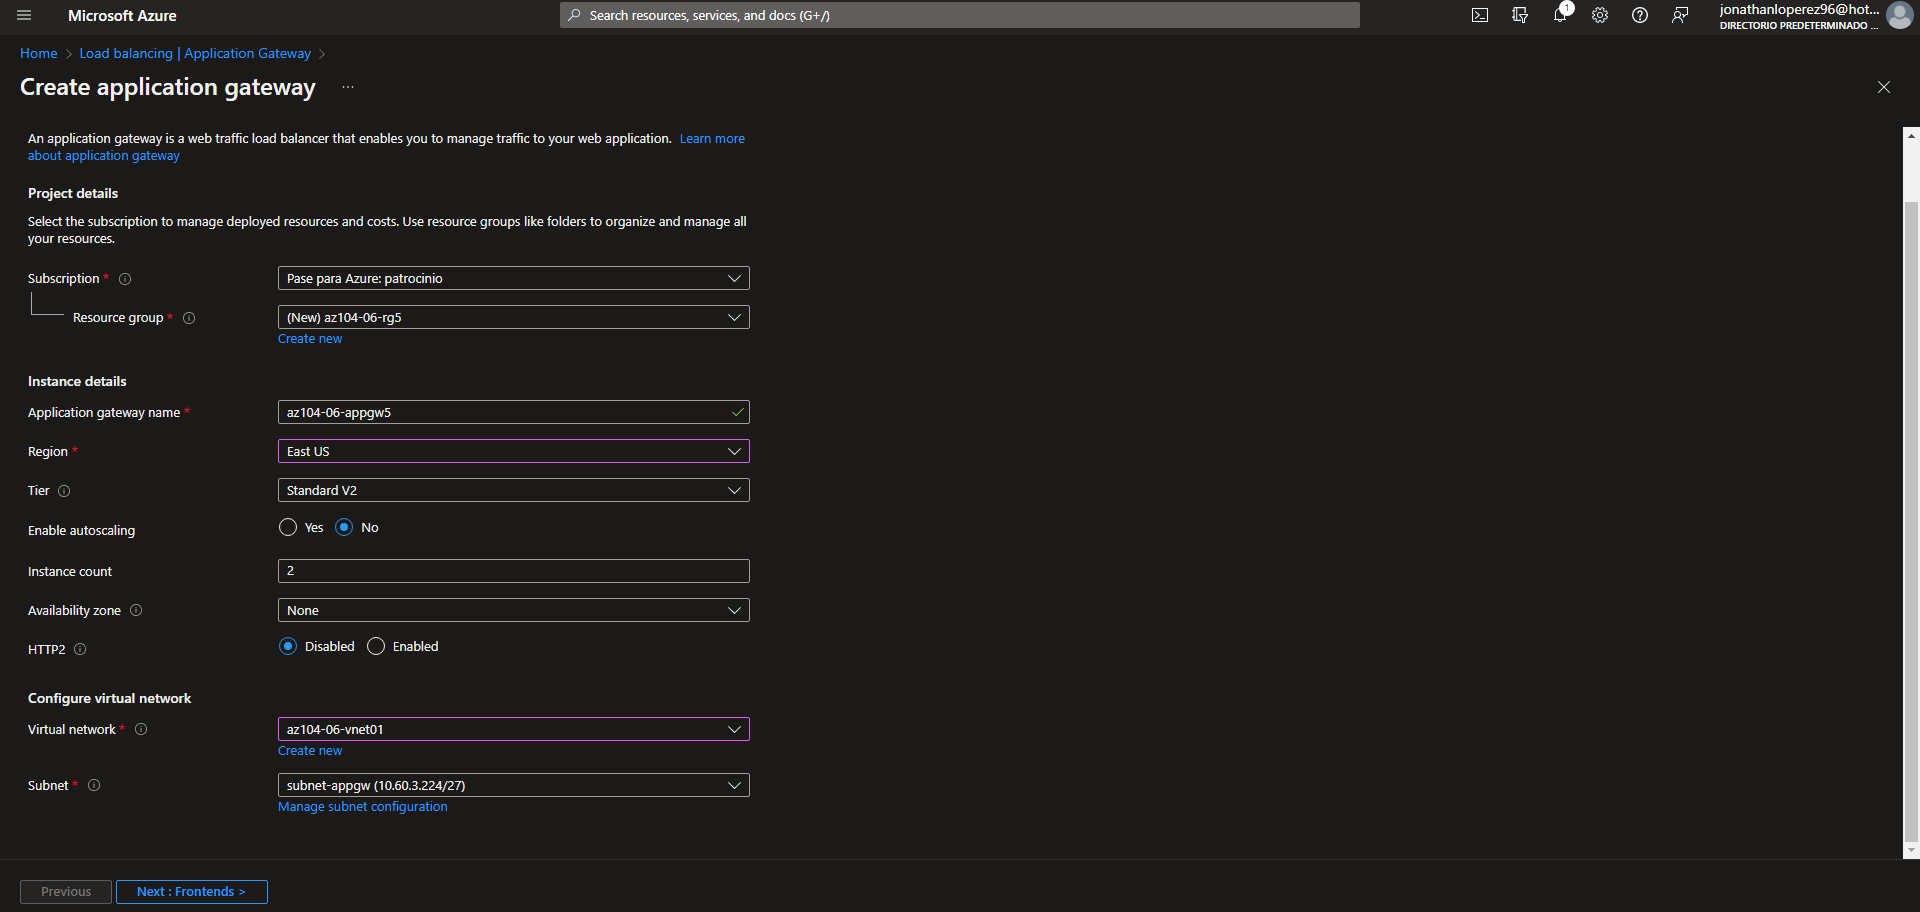 Microsoft Azure
Search resources, services, and docs (G+/)
1
jonathanloperez96@hot...
DIRECTORIO PREDETERMINADO ...
Home > Load balancing | Application Gateway >
Create application gateway ...
An application gateway is a web traffic load balancer that enables you to manage traffic to your web application. Learn more
about application gateway
Project details
Select the subscription to manage deployed resources and costs. Use resource groups like folders to organize and manage all
your resources.
Subscription * Pase para Azure: patrocinio
Resource group * (New) az104-06-rg5
Create new
Instance details
Application gateway name * az104-06-appgw5
Region * East US
Tier Standard V2
Enable autoscaling Yes No
Instance count 2
Availability zone None
HTTP2 Disabled Enabled
Configure virtual network
Virtual network * az104-06-vnet01
Create new
Subnet * subnet-appgw (10.60.3.224/27)
Manage subnet configuration
Previous Next : Frontends >